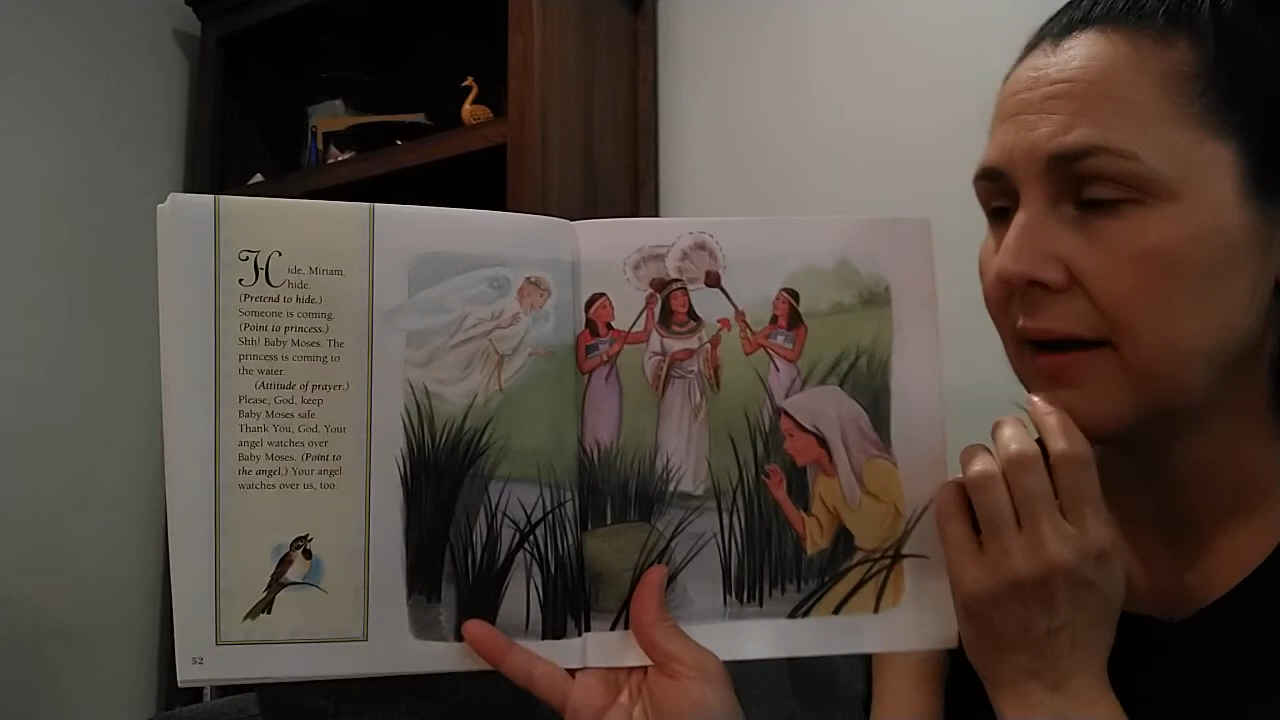 Hide, Miriam,
hide.
(Pretend to hide.)
Someone is coming.
(Point to princess.)
Shh! Baby Moses. The
princess is coming to
the water.
(Attitude of prayer.)
Please, God, keep
Baby Moses safe.
Thank You, God. Your
angel watches over
Baby Moses. (Point to
the angel.) Your angel
watches over us, too.
52